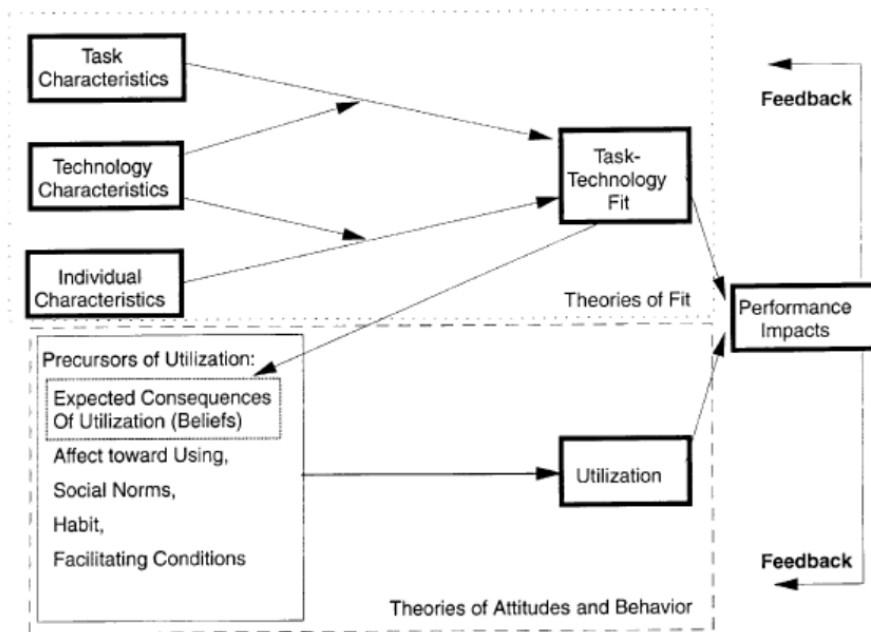 Task
Characteristics
Feedback
Technology
Characteristics
Task-
Technology
Fit
Individual
Characteristics
Theories of Fit
Performance
Impacts
Precursors of Utilization:
Expected Consequences
Of Utilization (Beliefs)
Affect toward Using,
Social Norms,
Habit,
Facilitating Conditions
Utilization
Feedback
Theories of Attitudes and Behavior